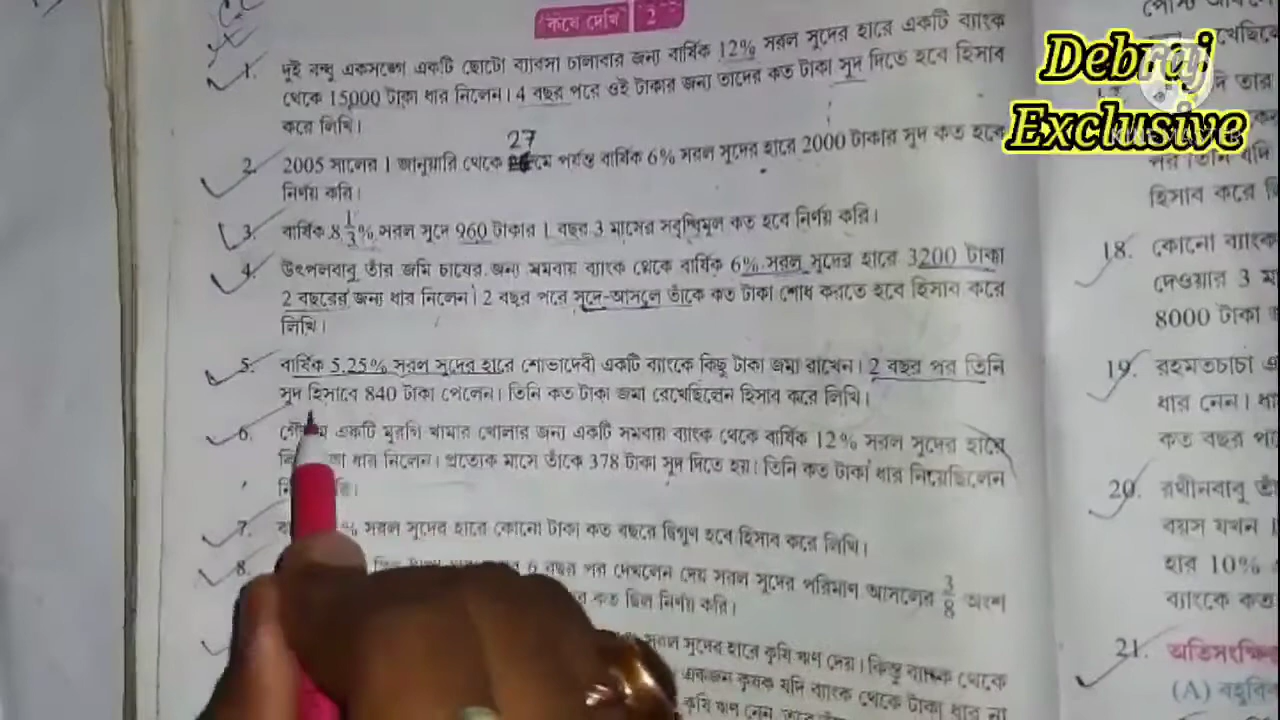 কষে দেখি 2
1. দুই বন্ধু একসঙ্গে একটি ছোটো ব্যাবসা চালাবার জন্য বার্ষিক 12% সরল সুদের হারে একটি ব্যাংক
থেকে 15000 টাকা ধার নিলেন। 4 বছর পরে ওই টাকার জন্য তাদের কত টাকা সুদ দিতে হবে হিসাব
করে লিখি।
27
2. 2005 সালের 1 জানুয়ারি থেকে মে পর্যন্ত বার্ষিক 6% সরল সুদের হারে 2000 টাকার সুদ কত হবে
নির্ণয় করি।
3. বার্ষিক 8 1/3% সরল সুদে 960 টাকার 1 বছর 3 মাসের সবৃদ্ধিমূল কত হবে নির্ণয় করি।
4. উৎপলবাবু তাঁর জমি চাষের জন্য সমবায় ব্যাংক থেকে বার্ষিক 6% সরল সুদের হারে 3200 টাকা
2 বছরের জন্য ধার নিলেন। 2 বছর পরে সুদে-আসলে তাঁকে কত টাকা শোধ করতে হবে হিসাব করে
লিখি।
5. বার্ষিক 5.25% সরল সুদের হারে শোভাদেবী একটি ব্যাংকে কিছু টাকা জমা রাখেন। 2 বছর পর তিনি
সুদ হিসাবে 840 টাকা পেলেন। তিনি কত টাকা জমা রেখেছিলেন হিসাব করে লিখি।
6. একটি মুরগি খামার খোলার জন্য একটি সমবায় ব্যাংক থেকে বার্ষিক 12% সরল সুদের হারে
ধার নিলেন। প্রত্যেক মাসে তাঁকে 378 টাকা সুদ দিতে হয়। তিনি কত টাকা ধার নিয়েছিলেন
7. % সরল সুদের হারে কোনো টাকা কত বছরে দ্বিগুণ হবে হিসাব করে লিখি।
8. 6 বছর পর দেখলেন দেয় সরল সুদের পরিমাণ আসলের 3/8 অংশ
কত ছিল নির্ণয় করি।
সরল সুদের হারে কৃষি ঋণ দেয়। কিন্তু ব্যাংক থেকে
একজন কৃষক যদি ব্যাংক থেকে টাকা ধার না
কৃষি ঋণ নেন,
হিসাব করে
18. কোনো ব্যাংক
দেওয়ার 3
8000 টাকা
19. রহমতচাচা
ধার নেন।
কত বছর
20. রথীনবাবু
বয়স যখন
হার 10%
ব্যাংকে কত
21. অতিসংক্ষিপ্ত
(A)
Debraj
Exclusive
KINEMASTER